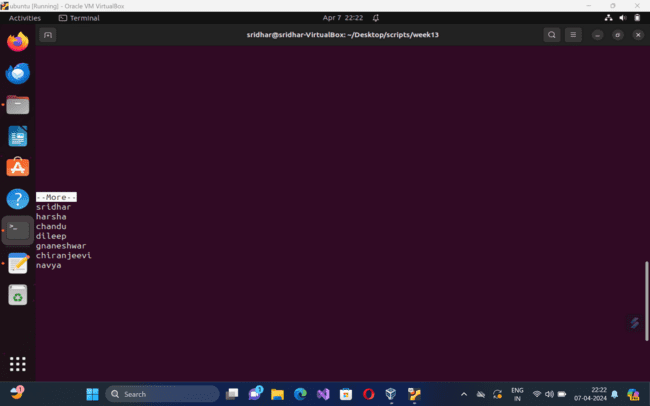 ubuntu [Running] - Oracle VM VirtualBox
Activities
Terminal
Apr 7 22:22
sridhar@sridhar-VirtualBox: ~/Desktop/scripts/week13
--More--
sridhar
harsha
chandu
dileep
gnaneshwar
chiranjeevi
navya
Search
ENG
IN
22:22
07-04-2024